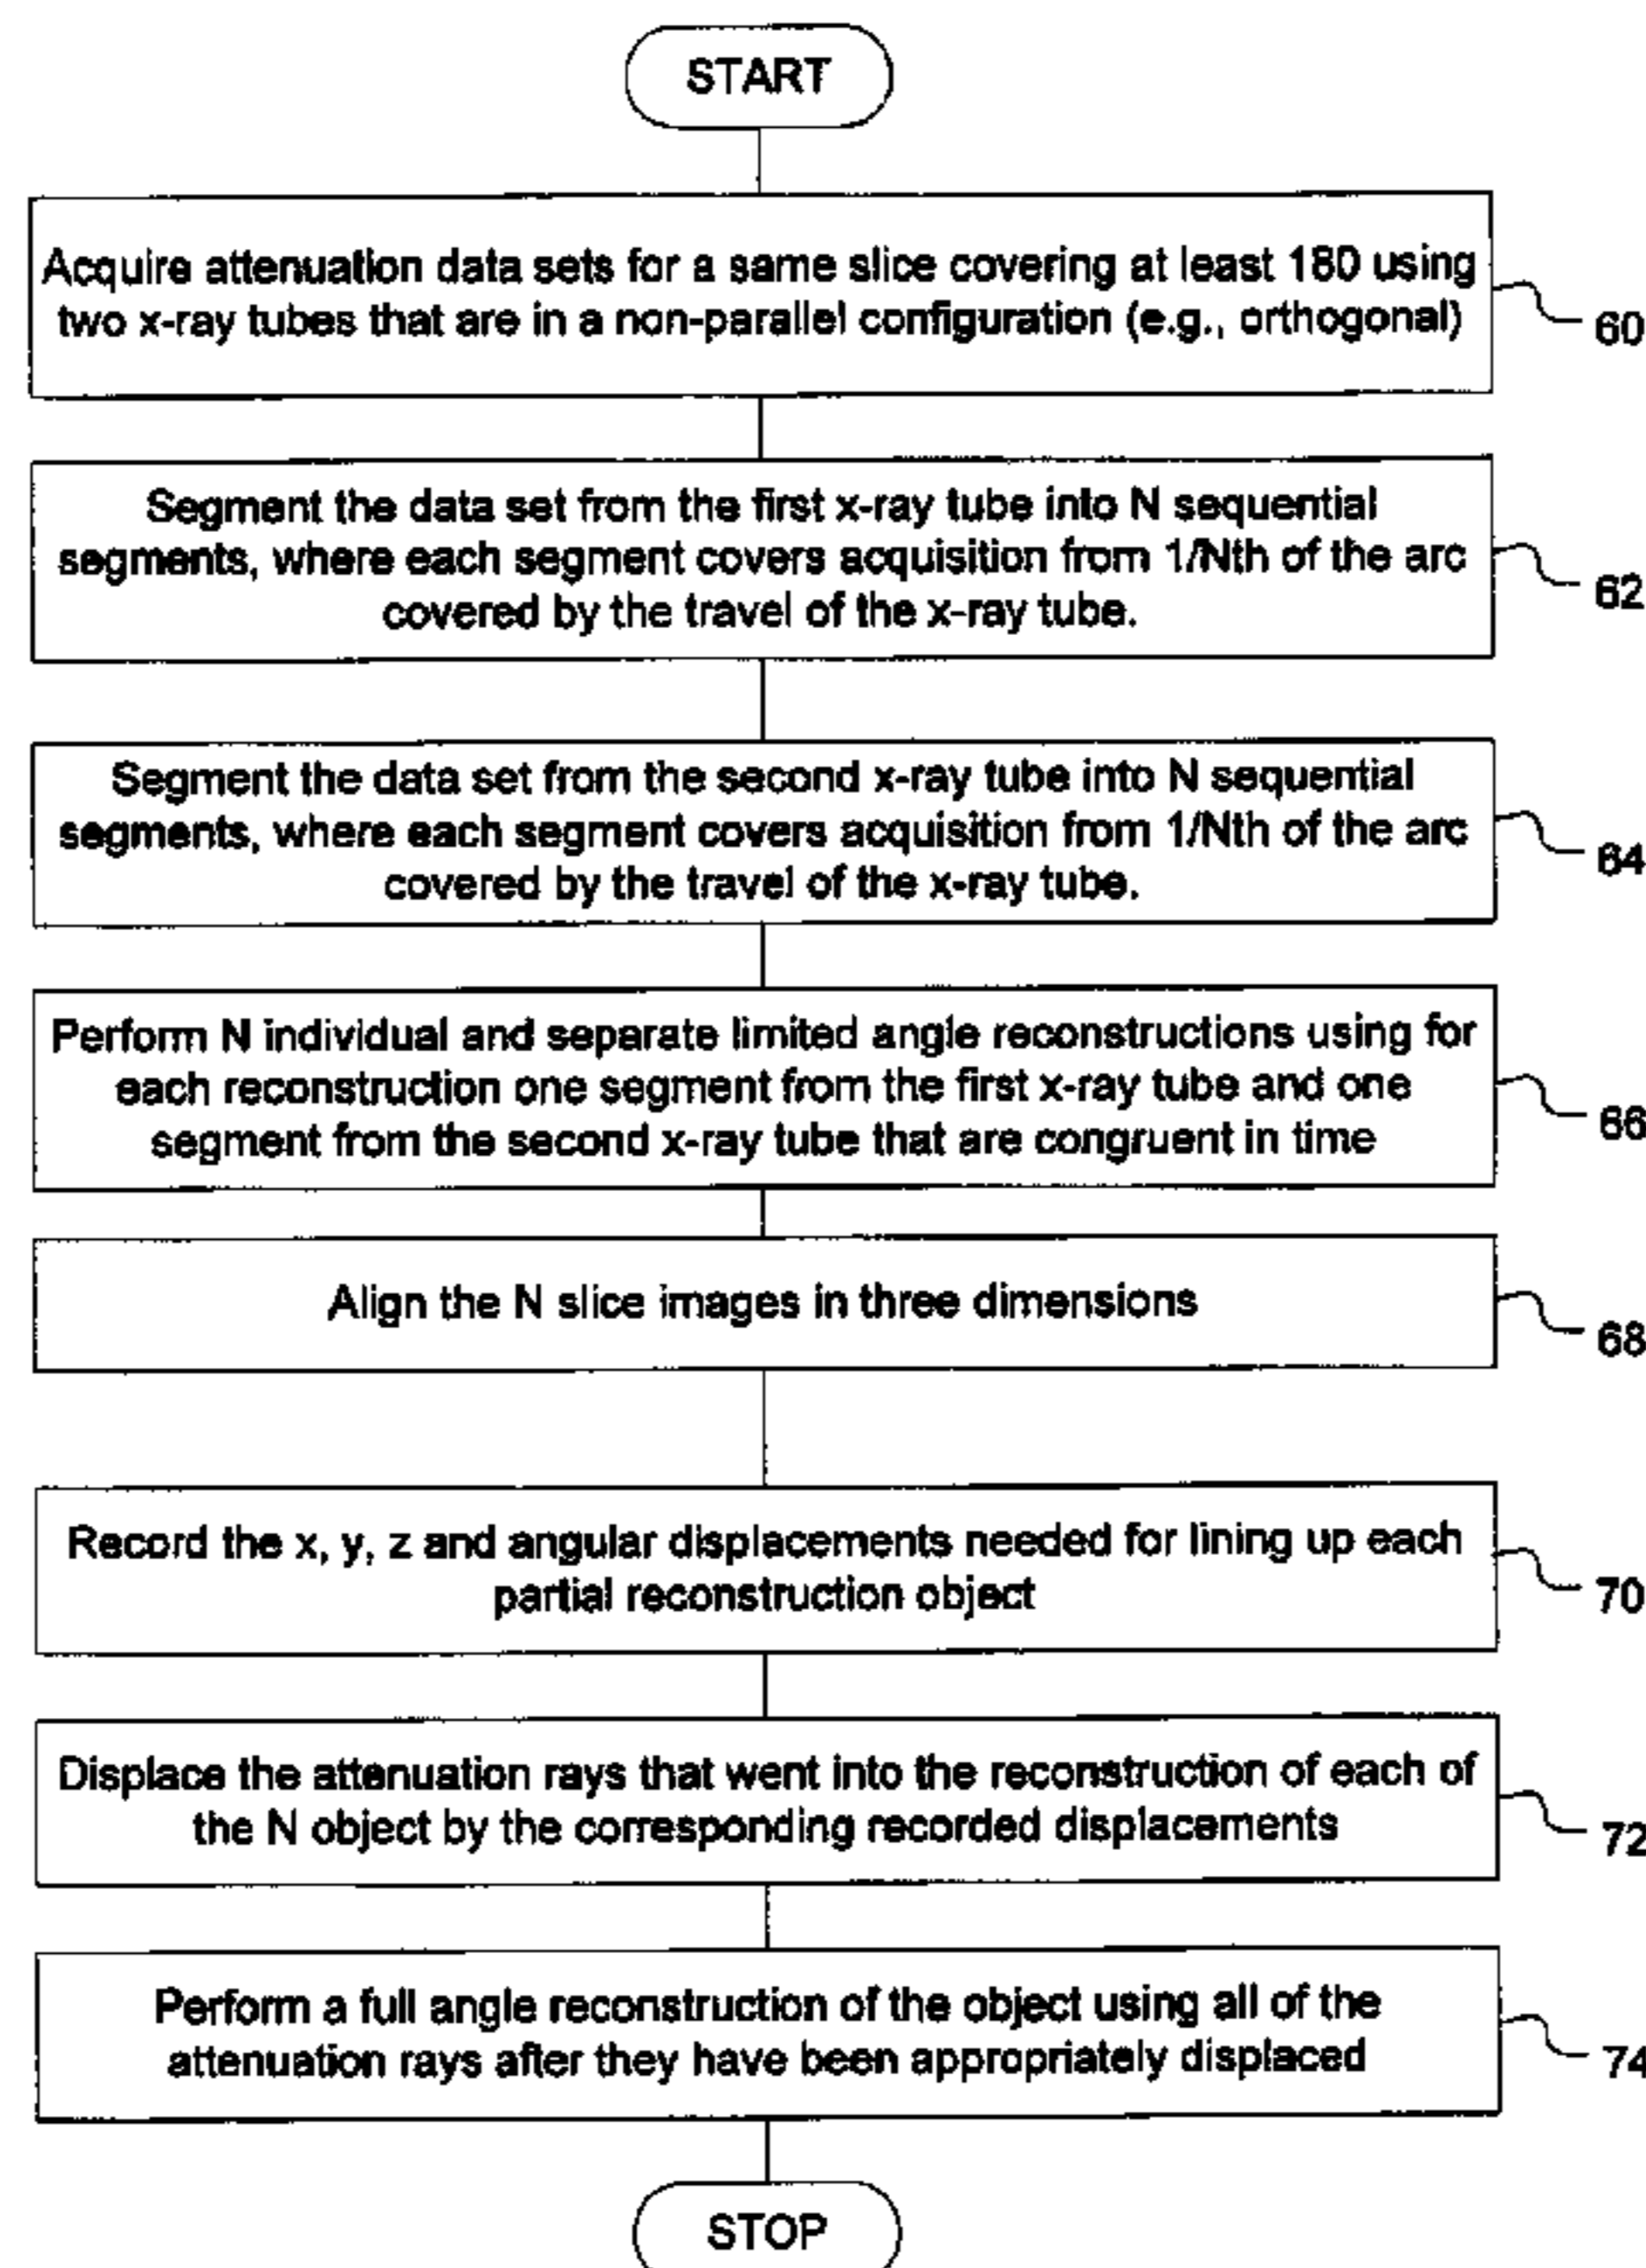 START
Acquire attenuation data sets for a same slice covering at least 180 using
two x-ray tubes that are in a non-parallel configuration (e.g., orthogonal)
60
Segment the data set from the first x-ray tube into N sequential
segments, where each segment covers acquisition from 1/Nth of the arc
covered by the travel of the x-ray tube.
62
Segment the data set from the second x-ray tube into N sequential
segments, where each segment covers acquisition from 1/Nth of the arc
covered by the travel of the x-ray tube.
64
Perform N individual and separate limited angle reconstructions using for
each reconstruction one segment from the first x-ray tube and one
segment from the second x-ray tube that are congruent in time
66
Align the N slice images in three dimensions
68
Record the x, y, z and angular displacements needed for lining up each
partial reconstruction object
70
Displace the attenuation rays that went into the reconstruction of each of
the N object by the corresponding recorded displacements
72
Perform a full angle reconstruction of the object using all of the
attenuation rays after they have been appropriately displaced
74
STOP